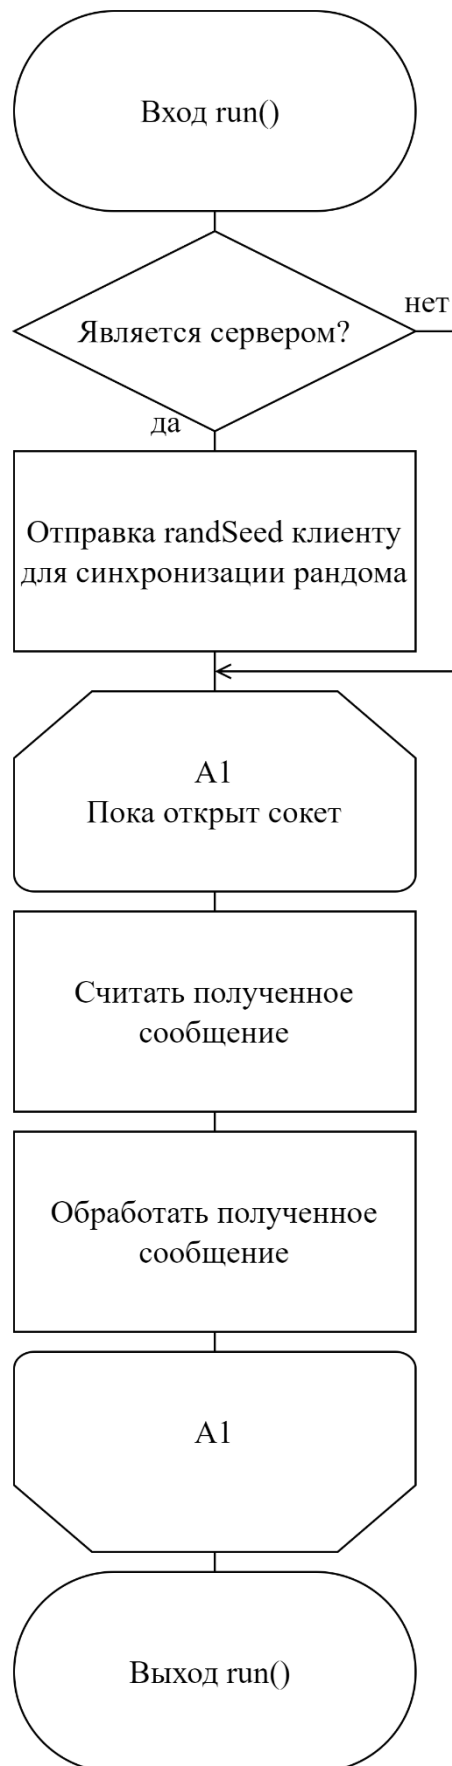 Вход run()
нет
Является сервером?
да
Отправка randSeed клиенту
для синхронизации рандома
A1
Пока открыт сокет
Считать полученное
сообщение
Обработать полученное
сообщение
A1
Выход run()